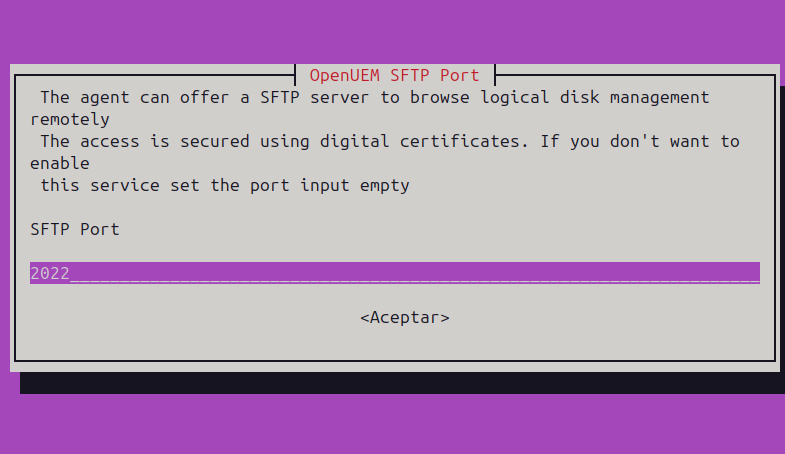 OpenUEM SFTP Port
The agent can offer a SFTP server to browse logical disk management
remotely
The access is secured using digital certificates. If you don't want to
enable
this service set the port input empty
SFTP Port
2022
<Aceptar>